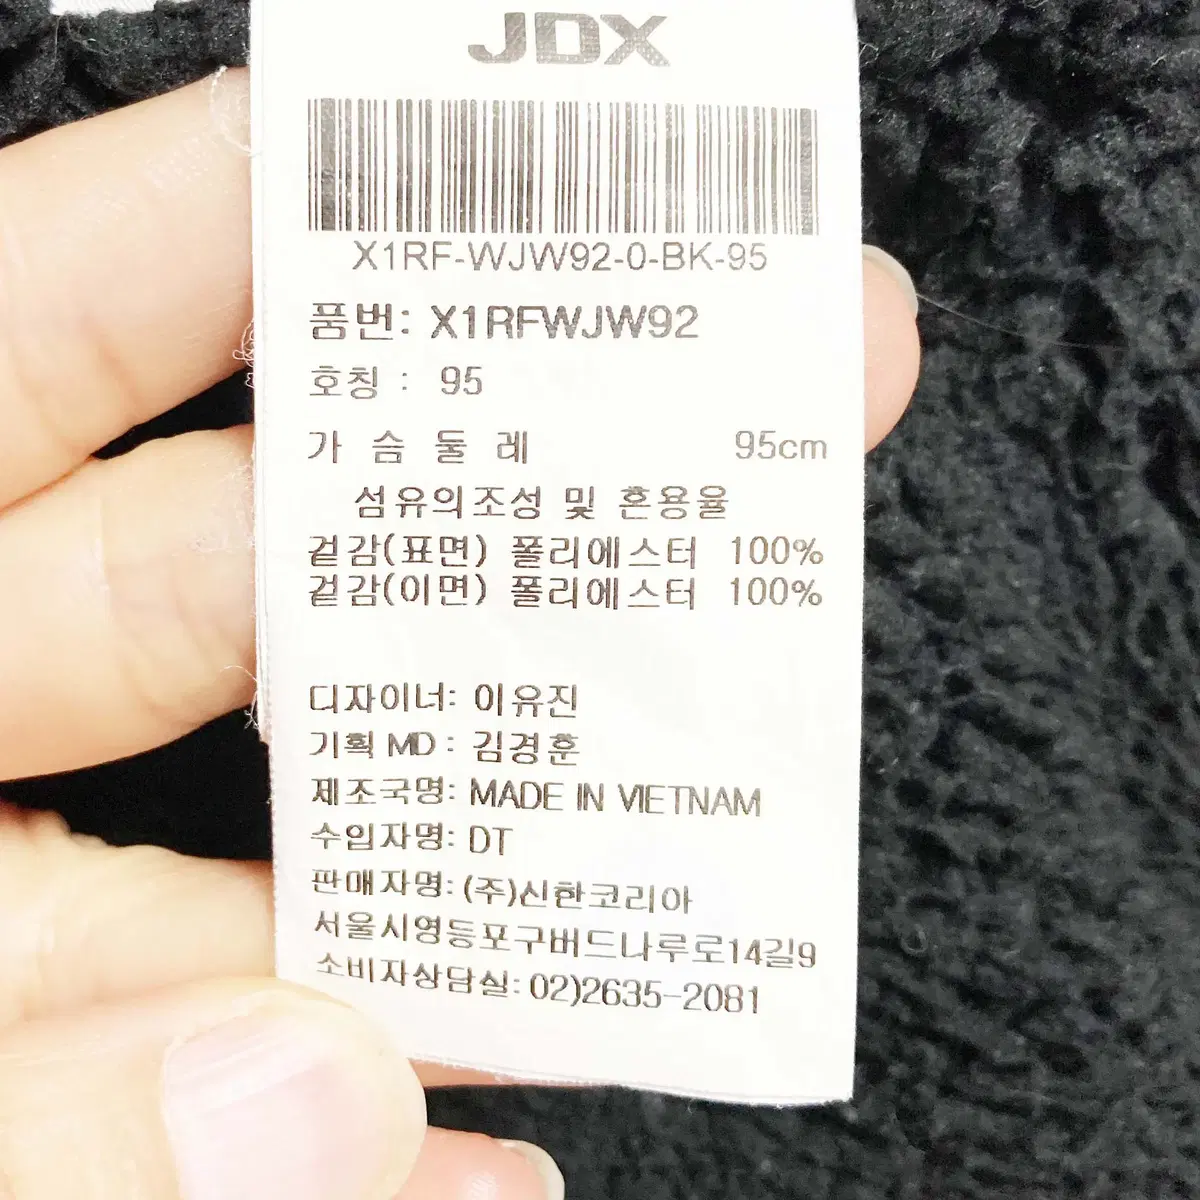 JDX
X1RF-WJW92-0-BK-95
품번: X1RFWJW92
호칭 : 95
가 슴 둘 레 95cm
섬유의조성 및 혼용율
겉감(표면) 폴리에스터 100%
겉감(이면) 폴리에스터 100%
디자이너: 이유진
기획 MD : 김경훈
제조국명: MADE IN VIETNAM
수입자명: DT
판매자명: (주)신한코리아
서울시영등포구버드나루로14길9
소비자상담실: 02)2635-2081